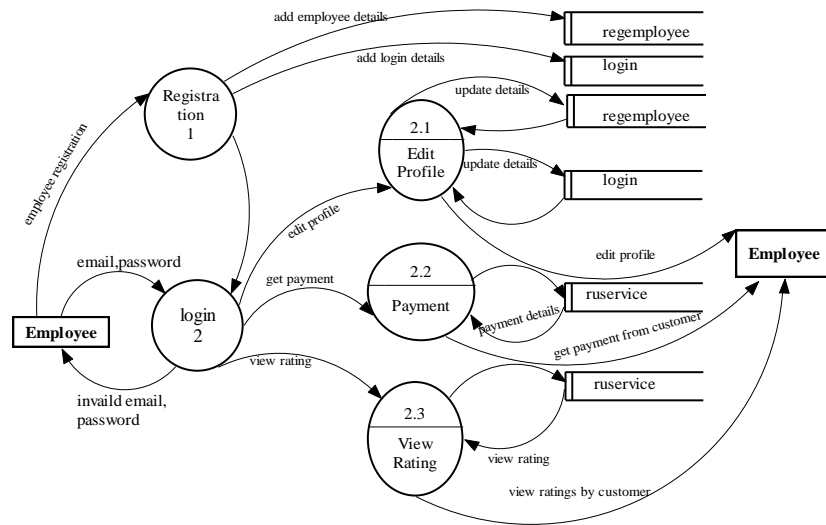 add employee details
regemployee
add login details
login
Registra
tion
1
update details
regemployee
2.1
Edit
Profile
update details
login
employee registration
edit profile
edit profile
Employee
email,password
2.2
Payment
get payment
login
2
payment details
ruservice
get payment from customer
Employee
view rating
invaild email,
password
2.3
View
Rating
ruservice
view rating
view ratings by customer